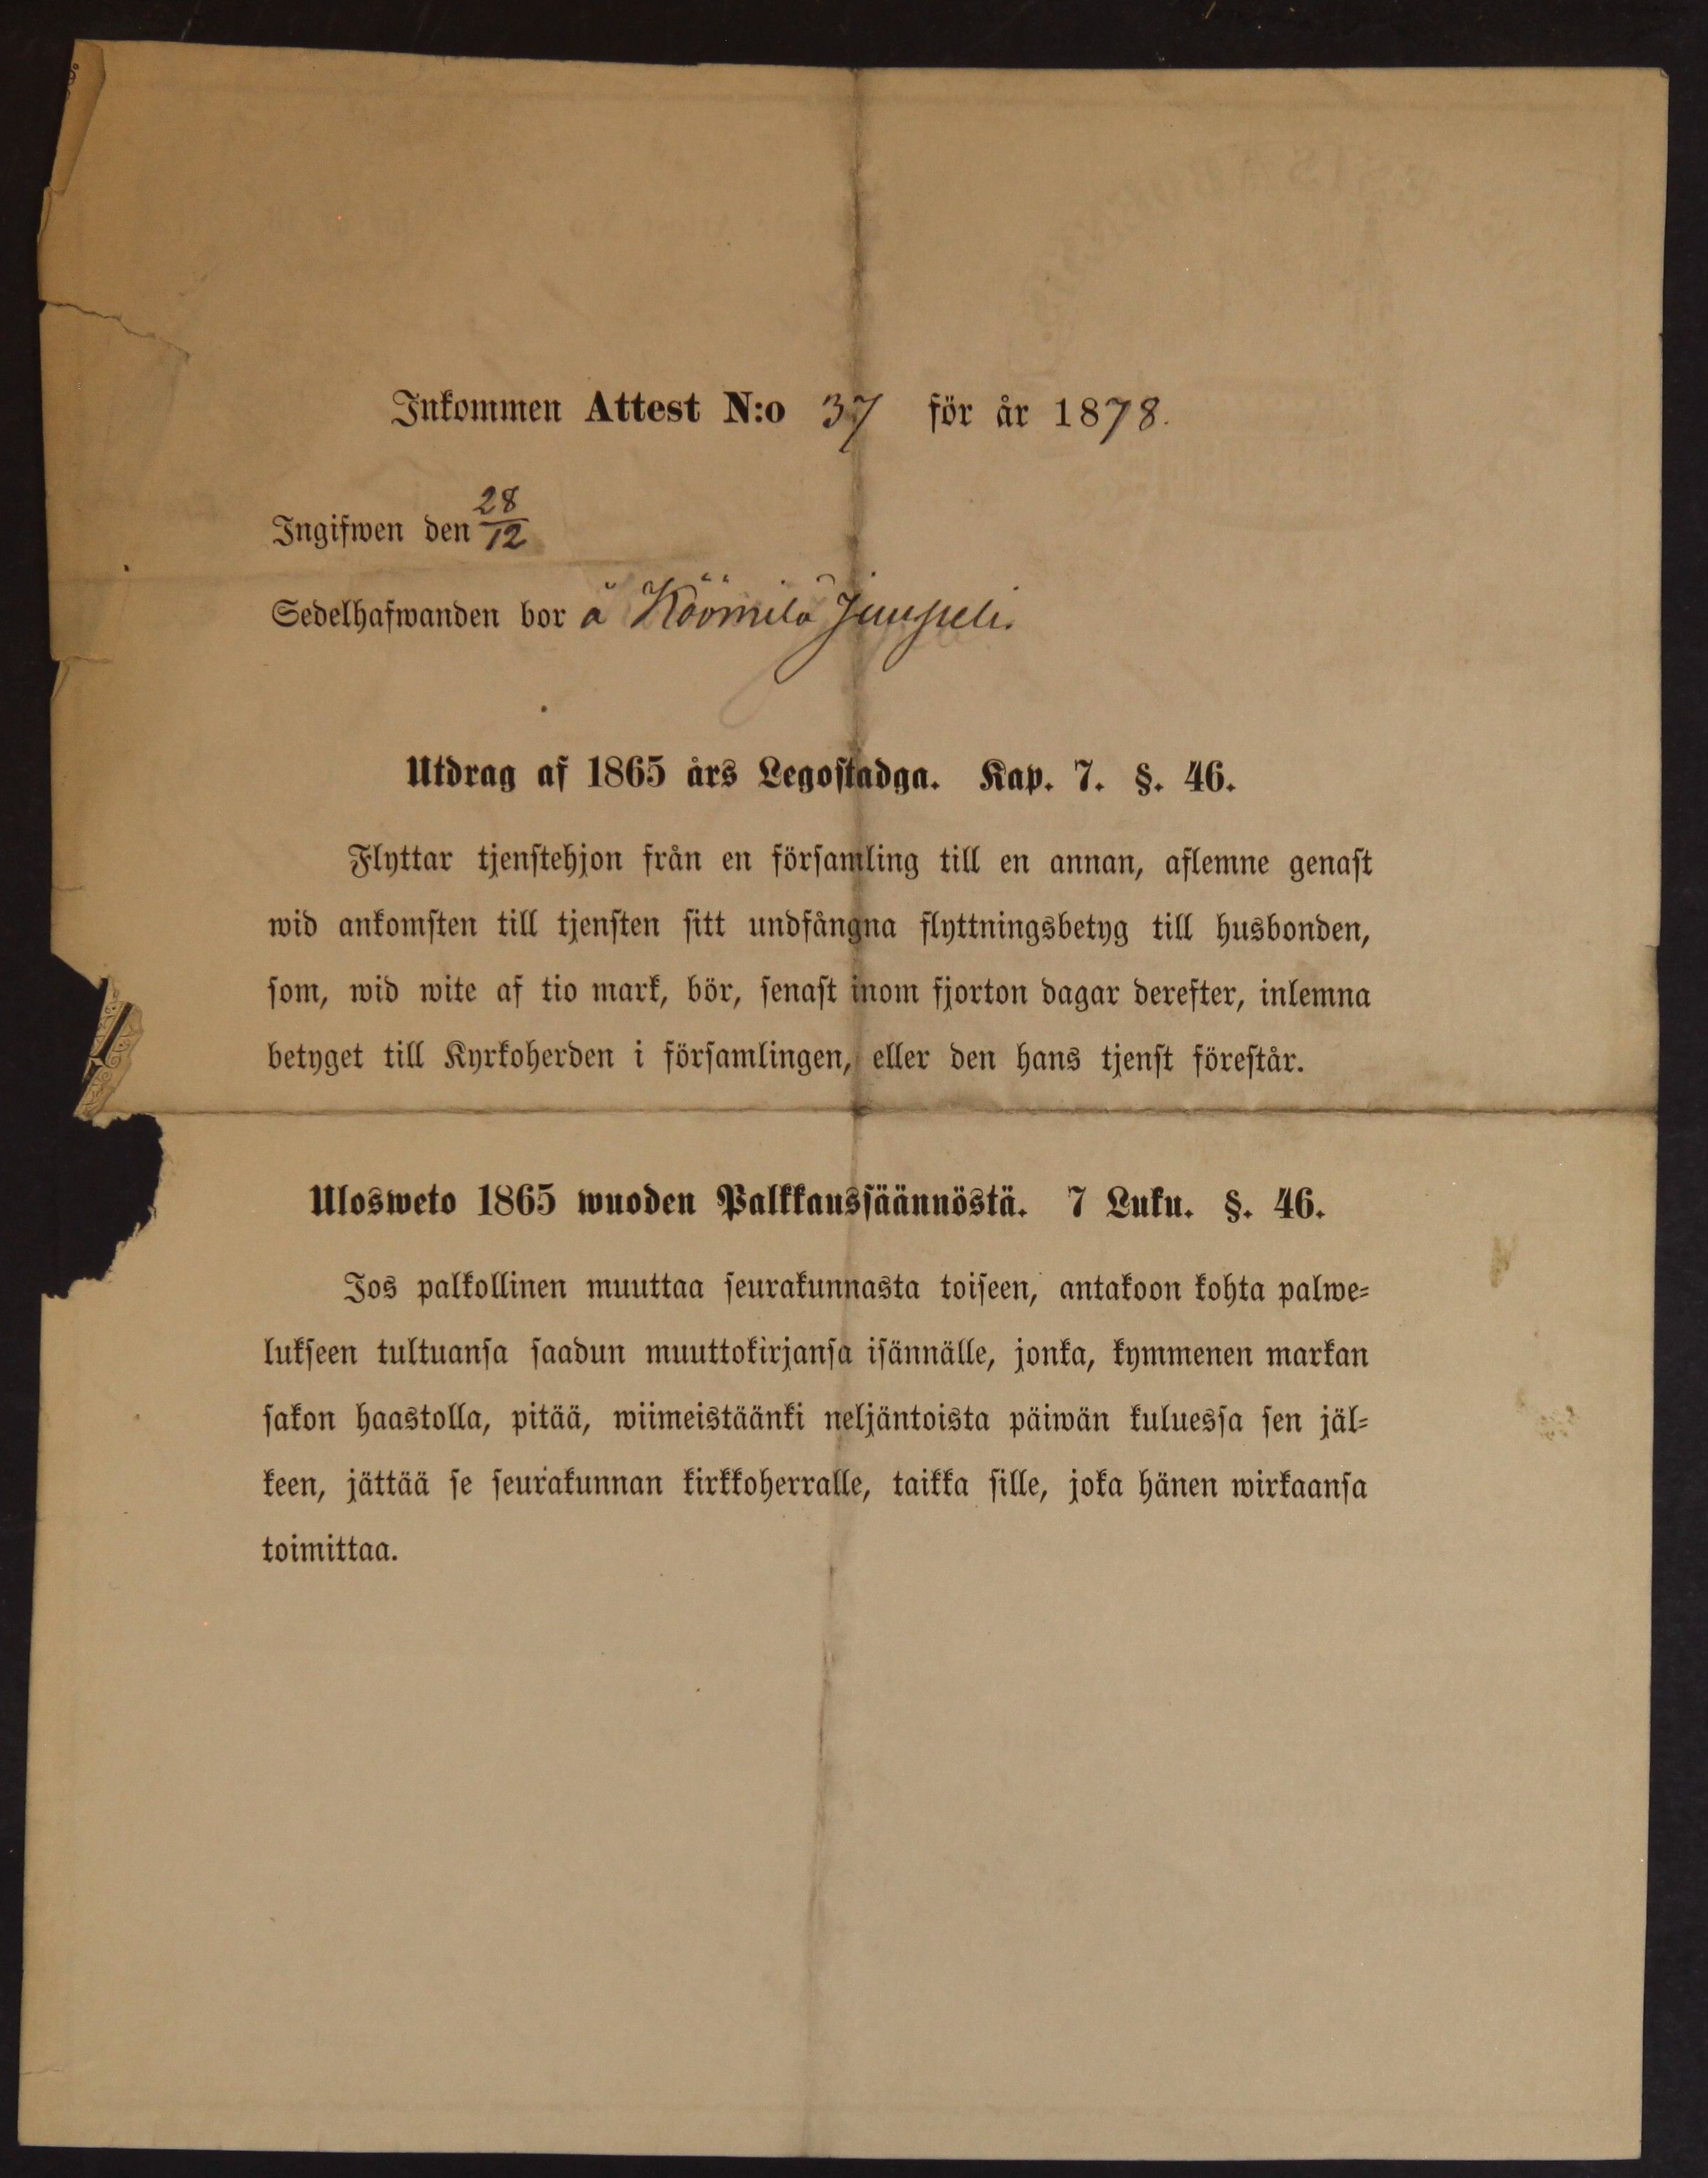 Inkommen Attest N:o 37 för år 1878.
Ingifwen den 28/12
Sedelhafwanden bor å Köömilä Juupeli.
Utdrag af 1865 års Legostadga. Kap. 7. §. 46.
Flyttar tjenstehjon från en församling till en annan, aflemne genast
wid ankomsten till tjensten sitt undfångna flyttningsbetyg till husbonden,
som, wid wite af tio mark, bör, senast inom fjorton dagar derefter, inlemna
betyget till Kyrkoherden i församlingen, eller den hans tjenst förestår.
Ulosweto 1865 wuoden Palkkaussäännöstä. 7 Luku. §. 46.
Jos palkollinen muuttaa seurakunnasta toiseen, antakoon kohta palwe=
lukseen tultuansa saadun muuttokirjansa isännälle, jonka, kymmenen markan
sakon haastolla, pitää, wiimeistäänki neljäntoista päiwän kuluessa sen jäl=
keen, jättää se seurakunnan kirkkoherralle, taikka sille, joka hänen wirkaansa
toimittaa.